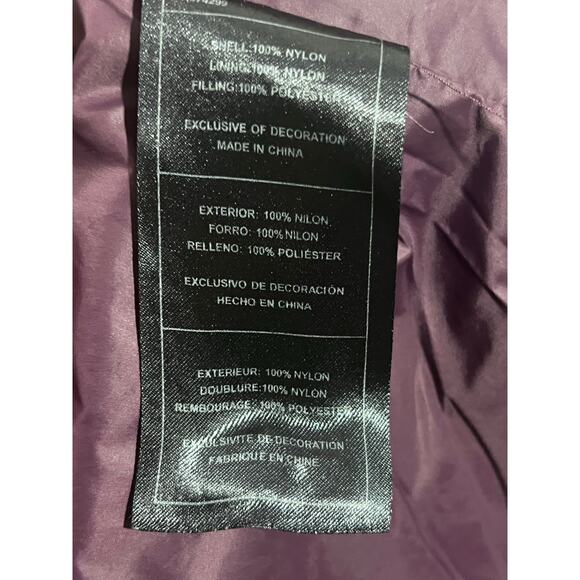 74299
SHELL:100% NYLON
LINING:100% NYLON
FILLING:100% POLYESTER
EXCLUSIVE OF DECORATION
MADE IN CHINA
EXTERIOR: 100% NILON
FORRO: 100% NILON
RELLENO: 100% POLIÉSTER
EXCLUSIVO DE DECORACIÓN
HECHO EN CHINA
EXTERIEUR: 100% NYLON
DOUBLURE:100% NYLON
REMBOURAGE: 100% POLYESTER
EXCULSIVITE DE DECORATION
FABRIQUE EN CHINE